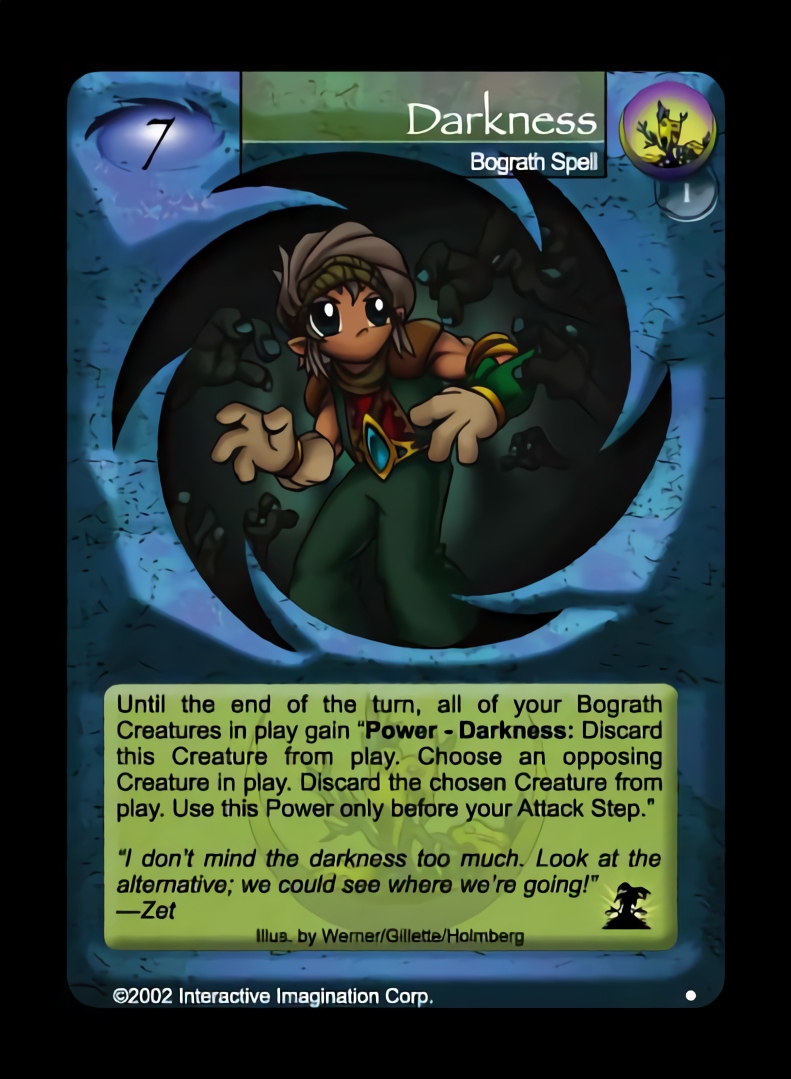 7
Darkness
Bograth Spell
1
Until the end of the turn, all of your Bograth
Creatures in play gain “Power - Darkness: Discard
this Creature from play. Choose an opposing
Creature in play. Discard the chosen Creature from
play. Use this Power only before your Attack Step.”
“I don’t mind the darkness too much. Look at the
alternative; we could see where we’re going!”
—Zet
Illus. by Werner/Gillette/Holmberg
©2002 Interactive Imagination Corp.